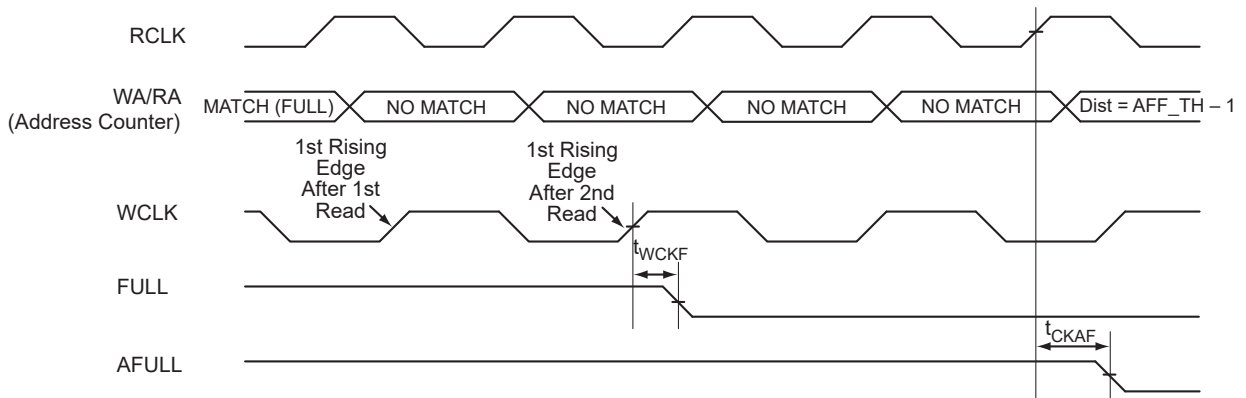 RCLK
WA/RA
(Address Counter)
MATCH (FULL)
NO MATCH
NO MATCH
NO MATCH
NO MATCH
Dist = AFF_TH – 1
1st Rising
Edge
After 1st
Read
1st Rising
Edge
After 2nd
Read
WCLK
tWCKF
FULL
tCKAF
AFULL